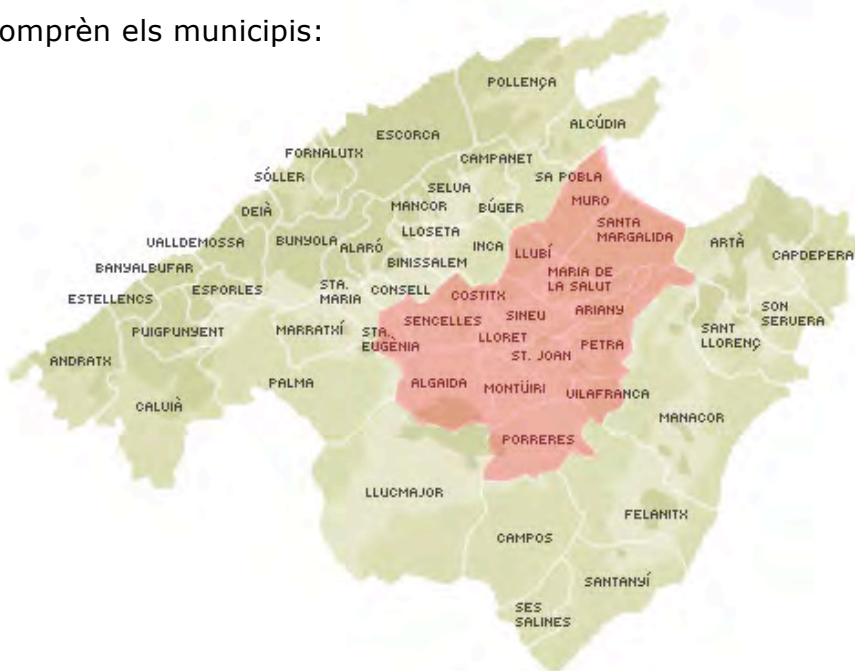 omprèn els municipis:
POLLENÇA
ALCÚDIA
ESCORCA
FORNALUTX
CAMPANET
SÓLLER
SA POBLA
SELVA
MURO
DEIÀ
MANCOR
BÚGER
SANTA
MARGALIDA
VALLDEMOSSA
BUNYOLA
ALARÓ
LLOSETA
INCA
LLUBÍ
ARTÀ
CAPDEPERA
BANYALBUFAR
BINISSALEM
MARIA DE
LA SALUT
ESTELLENCS
ESPORLES
STA.
MARIA
CONSELL
COSTITX
SINEU
ARIANY
SON
SERVERA
PUIGPUNYENT
MARRATXÍ
STA.
EUGÈNIA
SENCELLES
LLORET
ST. JOAN
PETRA
SANT
LLORENÇ
ANDRATX
PALMA
ALGAIDA
MONTÜIRI
VILAFRANCA
CALVIÀ
MANACOR
PORRERES
LLUCMAJOR
FELANITX
CAMPOS
SANTANYÍ
SES
SALINES